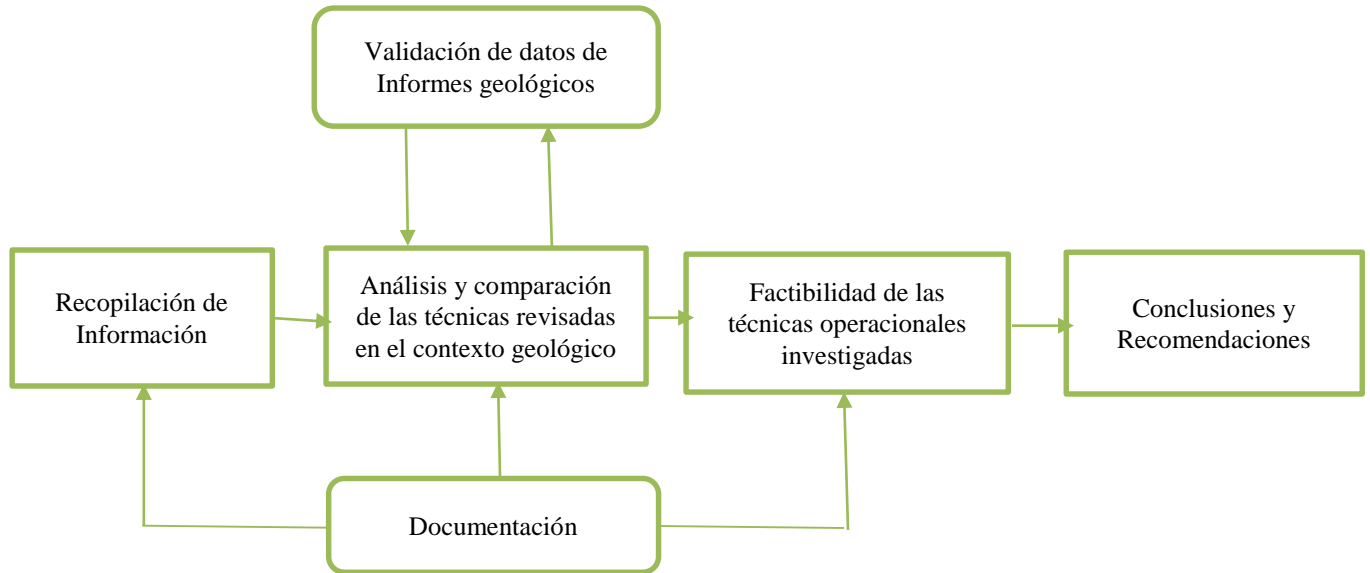 Validación de datos de
Informes geológicos
Recopilación de
Información
Análisis y comparación
de las técnicas revisadas
en el contexto geológico
Factibilidad de las
técnicas operacionales
investigadas
Conclusiones y
Recomendaciones
Documentación